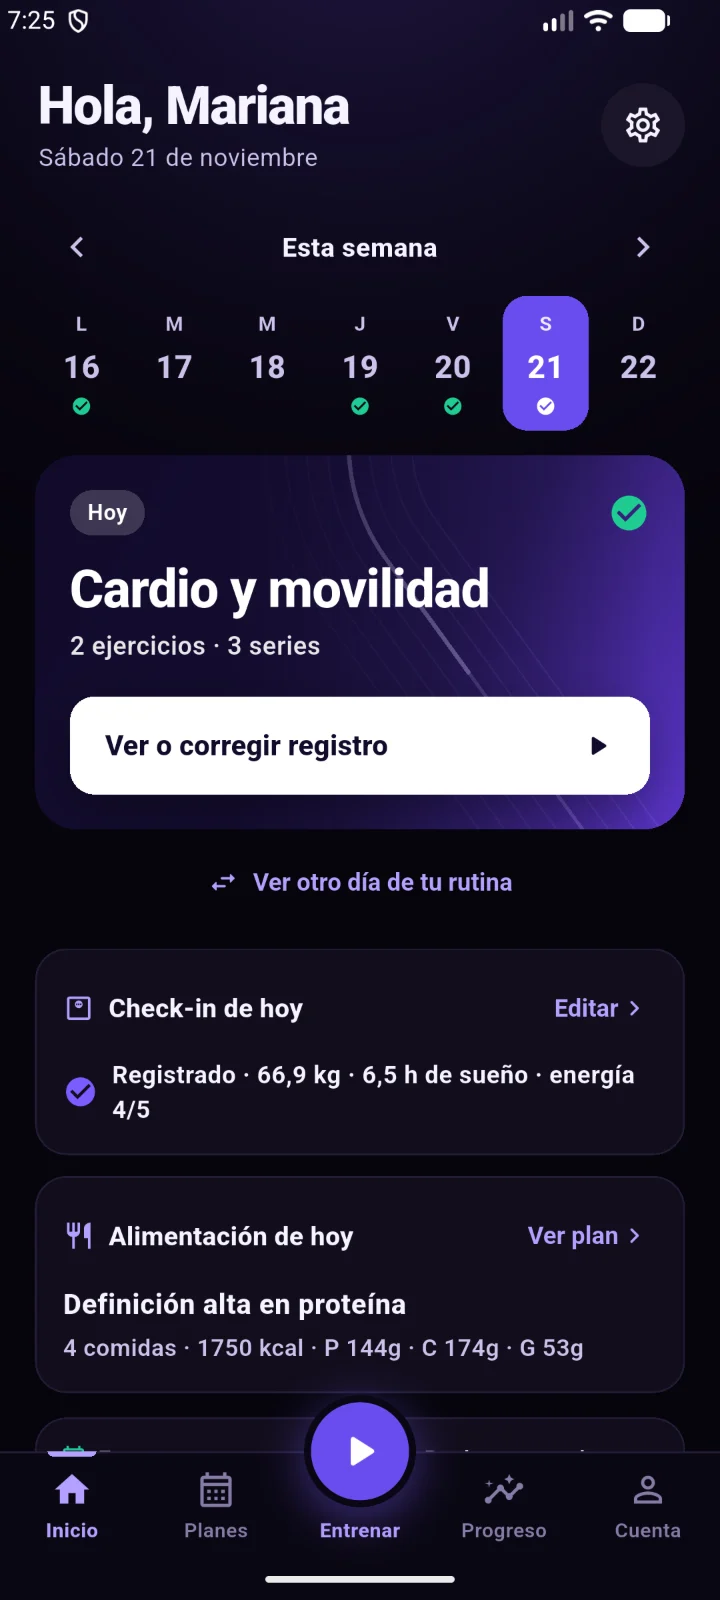 7:25
Hola, Mariana
Sábado 21 de noviembre
Esta semana
L M M J V S D
16 17 18 19 20 21 22
Hoy
Cardio y movilidad
2 ejercicios · 3 series
Ver o corregir registro
Ver otro día de tu rutina
Check-in de hoy Editar
Registrado · 66,9 kg · 6,5 h de sueño · energía
4/5
Alimentación de hoy Ver plan
Definición alta en proteína
4 comidas · 1750 kcal · P 144g · C 174g · G 53g
Inicio Planes Entrenar Progreso Cuenta